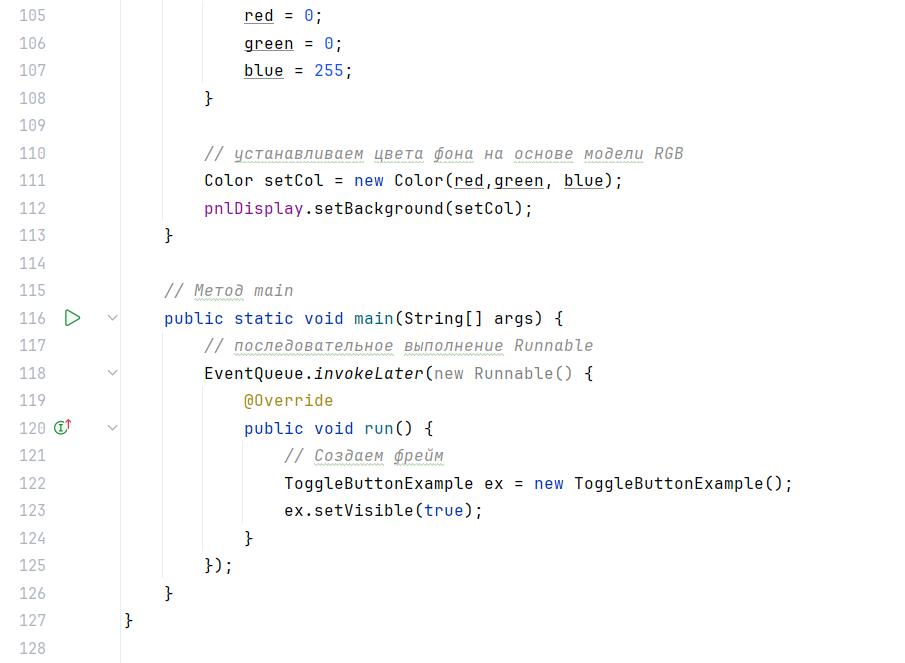 105 red = 0;
106 green = 0;
107 blue = 255;
108 }
109
110 // устанавливаем цвета фона на основе модели RGB
111 Color setCol = new Color(red,green, blue);
112 pnlDisplay.setBackground(setCol);
113 }
114
115 // Метод main
116 public static void main(String[] args) {
117 // последовательное выполнение Runnable
118 EventQueue.invokeLater(new Runnable() {
119 @Override
120 public void run() {
121 // Создаем фрейм
122 ToggleButtonExample ex = new ToggleButtonExample();
123 ex.setVisible(true);
124 }
125 });
126 }
127 }
128